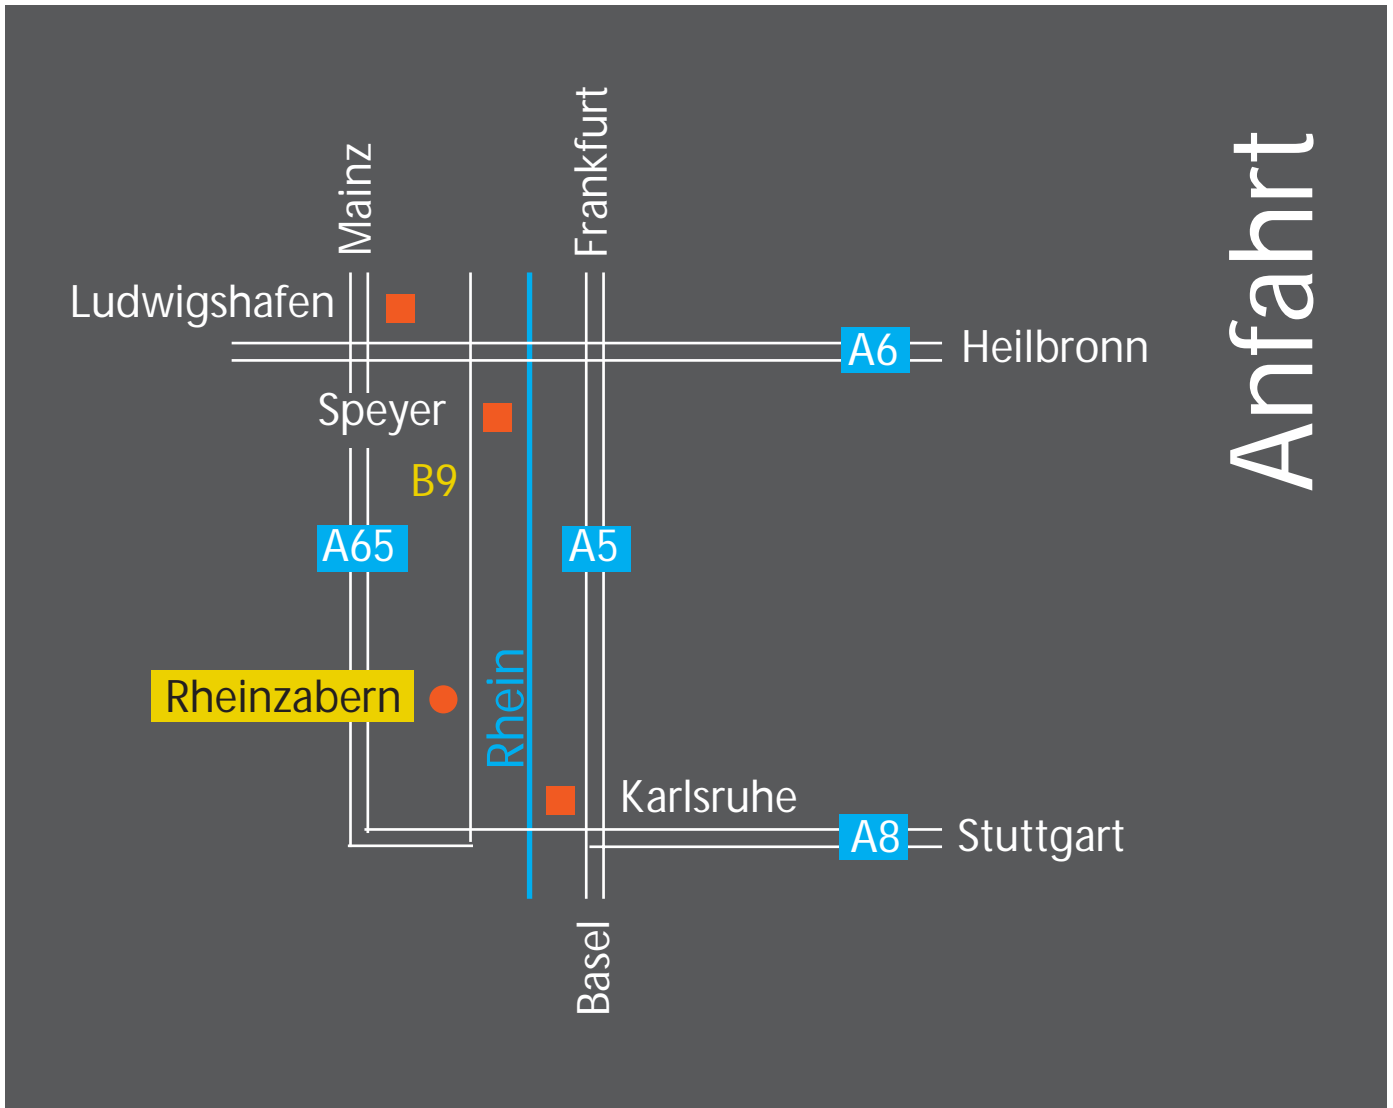 Anfahrt
Mainz
Frankfurt
Ludwigshafen
A6
Heilbronn
Speyer
B9
A65
A5
Rheinzabern
Rhein
Karlsruhe
A8
Stuttgart
Basel